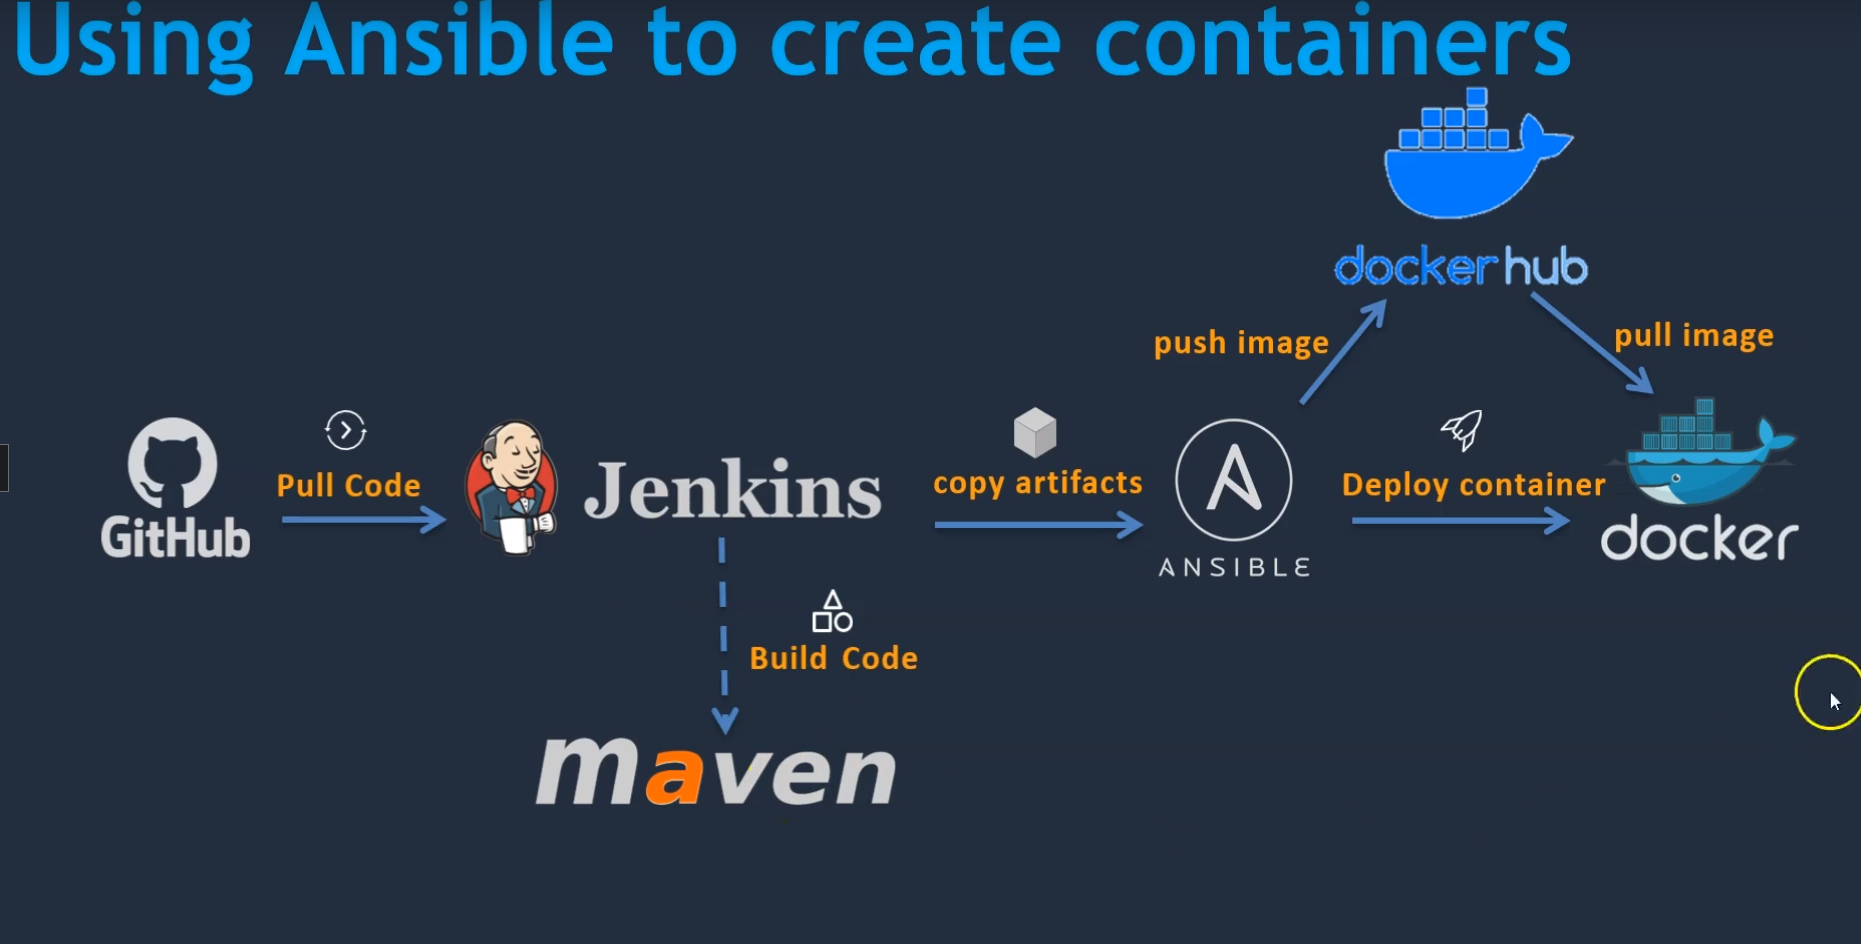 Using Ansible to create containers
docker hub
push image
pull image
Pull Code
GitHub
Jenkins
copy artifacts
ANSIBLE
Deploy container
docker
Build Code
maven